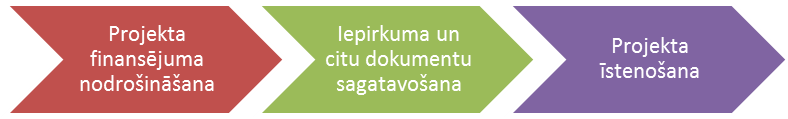 Projekta
finansējuma
nodrošināšana
Iepirkuma un
citu dokumentu
sagatavošana
Projekta
īstenošana